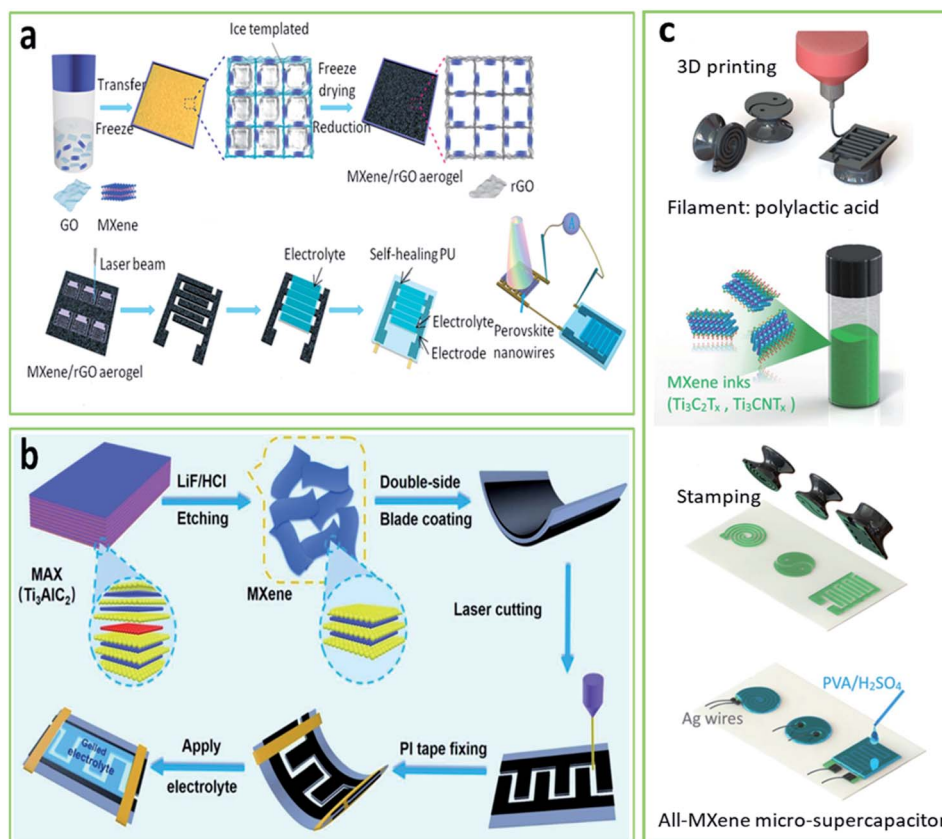 a
Ice templated
Transfer
Freeze
Freeze
drying
Reduction
MXene/rGO aerogel
rGO
GO
MXene
Laser beam
MXene/rGO aerogel
Electrolyte
Self-healing PU
Electrolyte
Electrode
A
Perovskite
nanowires
b
MAX
(Ti₃AlC₂)
LiF/HCl
Etching
MXene
Double-side
Blade coating
Laser cutting
PI tape fixing
Apply
electrolyte
Gelled
electrolyte
c
3D printing
Filament: polylactic acid
MXene inks
(Ti₃C₂Tₓ , Ti₃CNTₓ )
Stamping
PVA/H₂SO₄
Ag wires
All-MXene micro-supercapacitor